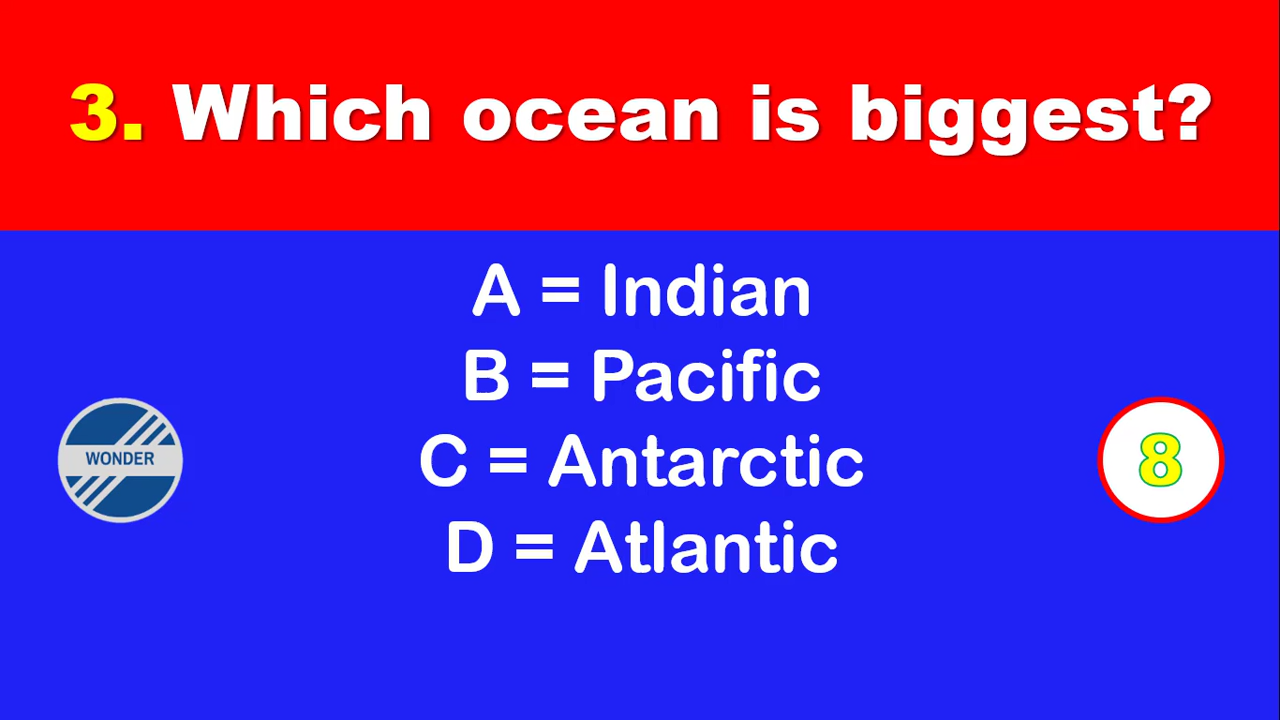 3. Which ocean is biggest?
A = Indian
B = Pacific
C = Antarctic
D = Atlantic
WONDER
8